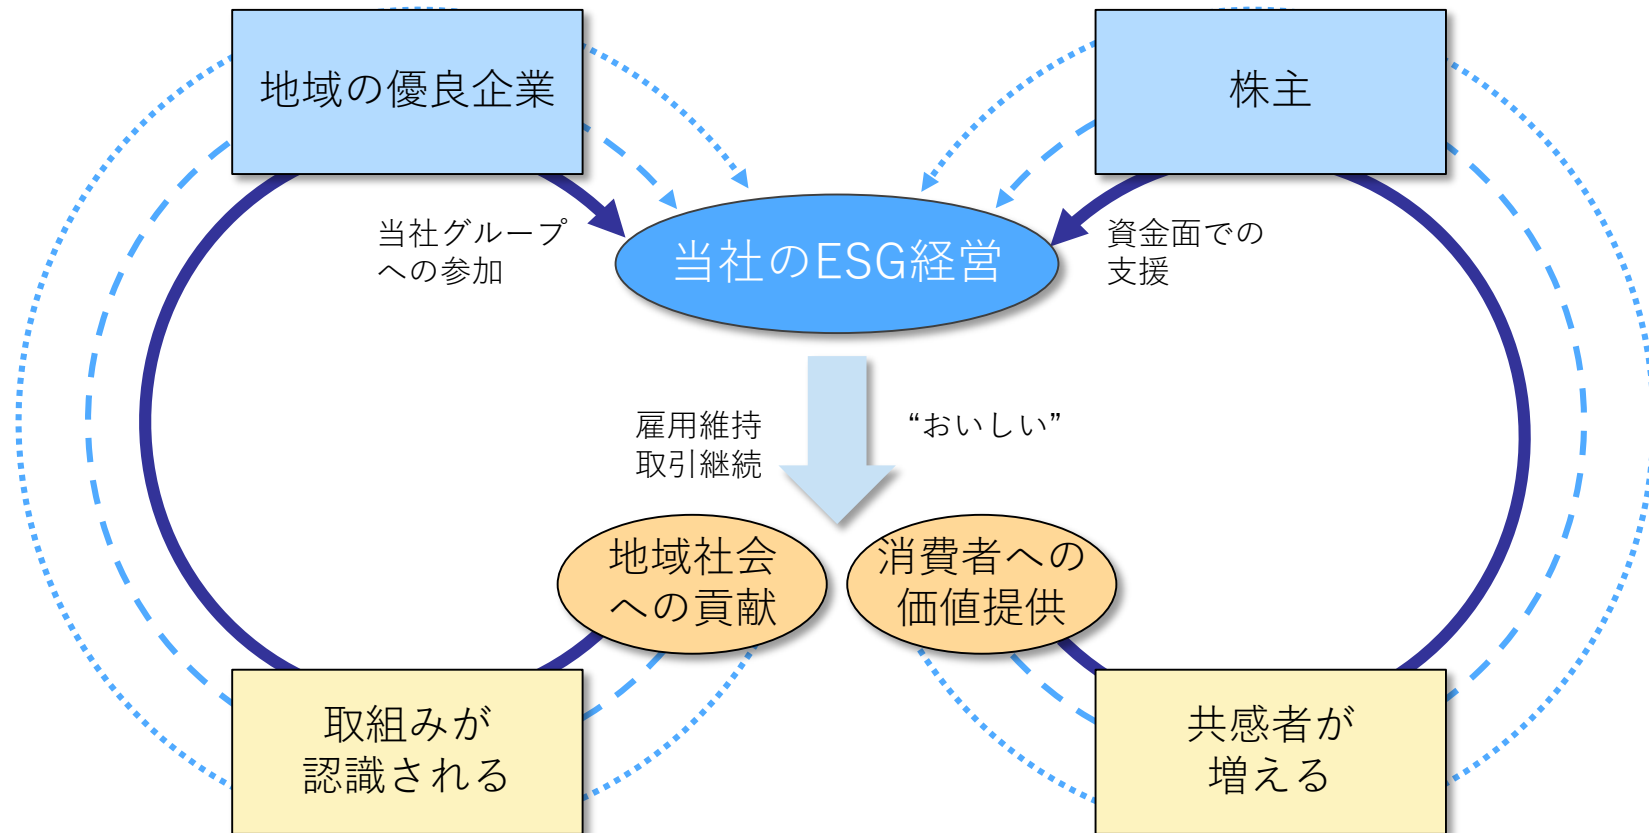 地域の優良企業
株主
当社グループ
への参加
当社のESG経営
資金面での
支援
雇用維持
取引継続
“おいしい”
地域社会
への貢献
消費者への
価値提供
取組みが
認識される
共感者が
増える